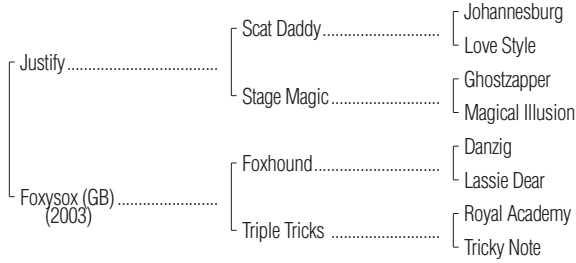 Johannesburg
Scat Daddy
Love Style
Justify
Ghostzapper
Stage Magic
Magical Illusion
Danzig
Foxhound
Lassie Dear
Foxysox (GB)
(2003)
Royal Academy
Triple Tricks
Tricky Note